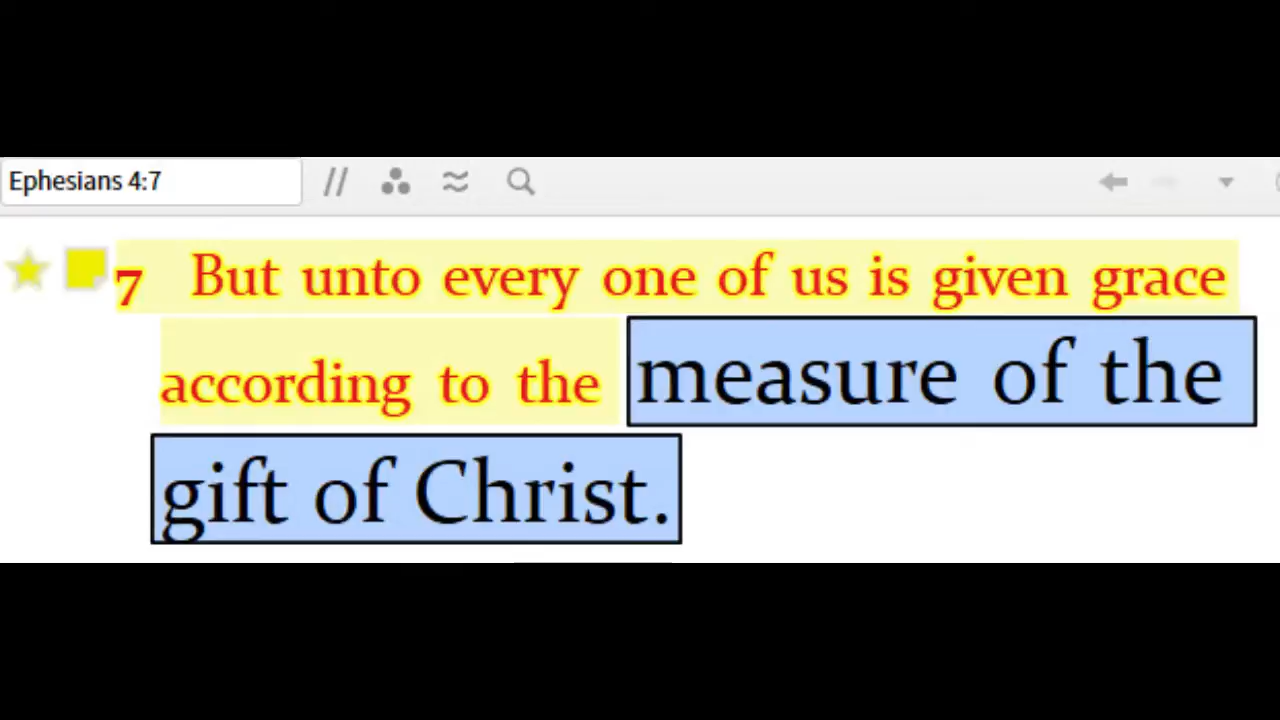 Ephesians 4:7
7 But unto every one of us is given grace
according to the measure of the
gift of Christ.